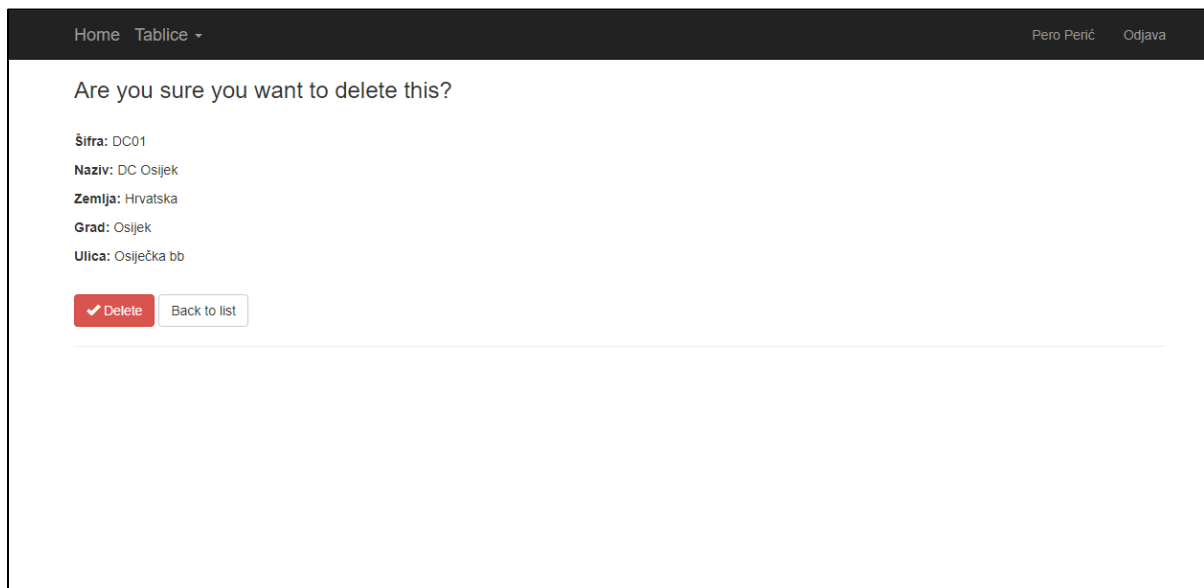 Home Tablice Pero Perić Odjava
Are you sure you want to delete this?
Šifra: DC01
Naziv: DC Osijek
Zemlja: Hrvatska
Grad: Osijek
Ulica: Osiječka bb
Delete Back to list